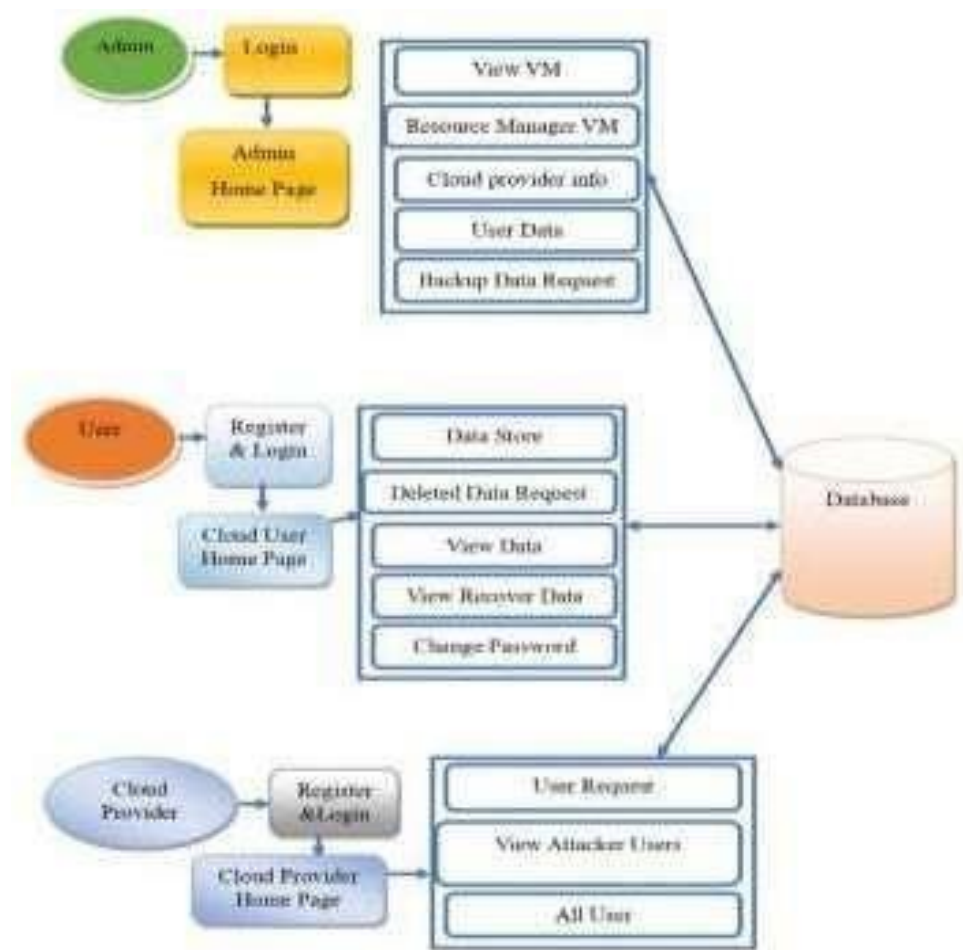 Admin
Login
Admin
Home Page
View VM
Resource Manager VM
Cloud provider info
User Data
Backup Data Request
User
Register
& Login
Cloud User
Home Page
Data Store
Deleted Data Request
View Data
View Recover Data
Change Password
Database
Cloud
Provider
Register
&Login
Cloud Provider
Home Page
User Request
View Attacker Users
All User